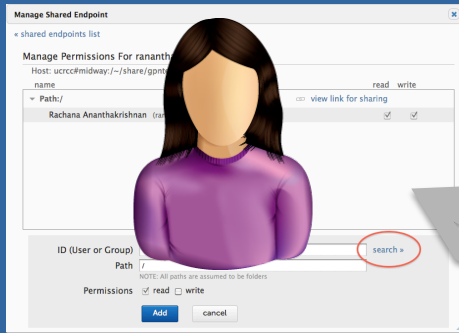 Manage Shared Endpoint
« shared endpoints list
Manage Permissions For rananth
Host: ucrcc#midway:/~/share/gpnt
name read write
Path:/ view link for sharing
Rachana Ananthakrishnan
ID (User or Group) search »
Path /
NOTE: All paths are assumed to be folders
Permissions read write
Add cancel